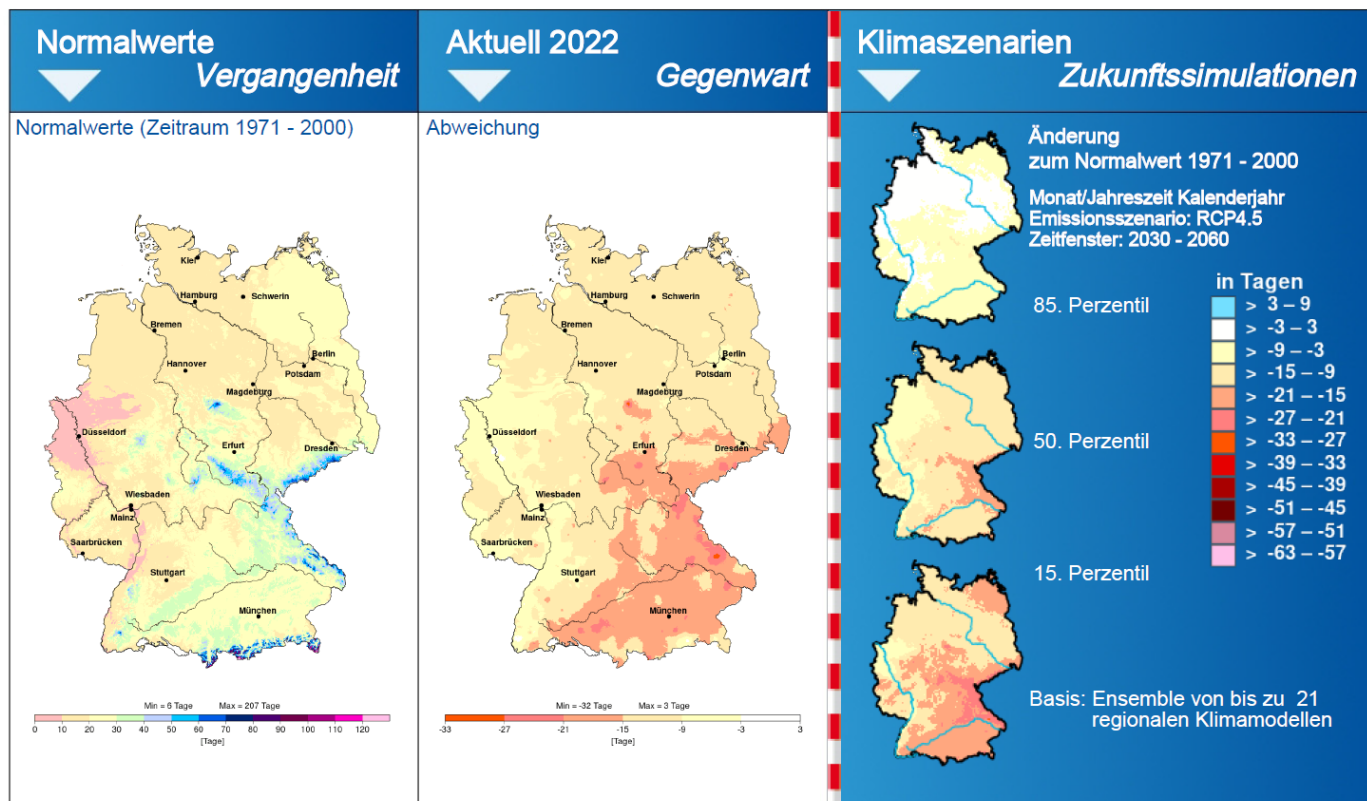 Normalwerte
Vergangenheit
Normalwerte (Zeitraum 1971 - 2000)
Kiel
Hamburg
Schwerin
Bremen
Berlin
Hannover
Potsdam
Magdeburg
Düsseldorf
Erfurt
Dresden
Wiesbaden
Mainz
Saarbrücken
Stuttgart
München
Min = 6 Tage Max = 207 Tage
0 10 20 30 40 50 60 70 80 90 100 110 120
[Tage]
Aktuell 2022
Gegenwart
Abweichung
Kiel
Hamburg
Schwerin
Bremen
Berlin
Hannover
Potsdam
Magdeburg
Düsseldorf
Erfurt
Dresden
Wiesbaden
Mainz
Saarbrücken
Stuttgart
München
Min = -32 Tage Max = 3 Tage
-33 -27 -21 -15 -9 -3 3
[Tage]
Klimaszenarien
Zukunftssimulationen
Änderung
zum Normalwert 1971 - 2000
Monat/Jahreszeit Kalenderjahr
Emissionsszenario: RCP4.5
Zeitfenster: 2030 - 2060
85. Perzentil
50. Perzentil
15. Perzentil
in Tagen
> 3 – 9
> -3 – 3
> -9 – -3
> -15 – -9
> -21 – -15
> -27 – -21
> -33 – -27
> -39 – -33
> -45 – -39
> -51 – -45
> -57 – -51
> -63 – -57
Basis: Ensemble von bis zu 21
regionalen Klimamodellen